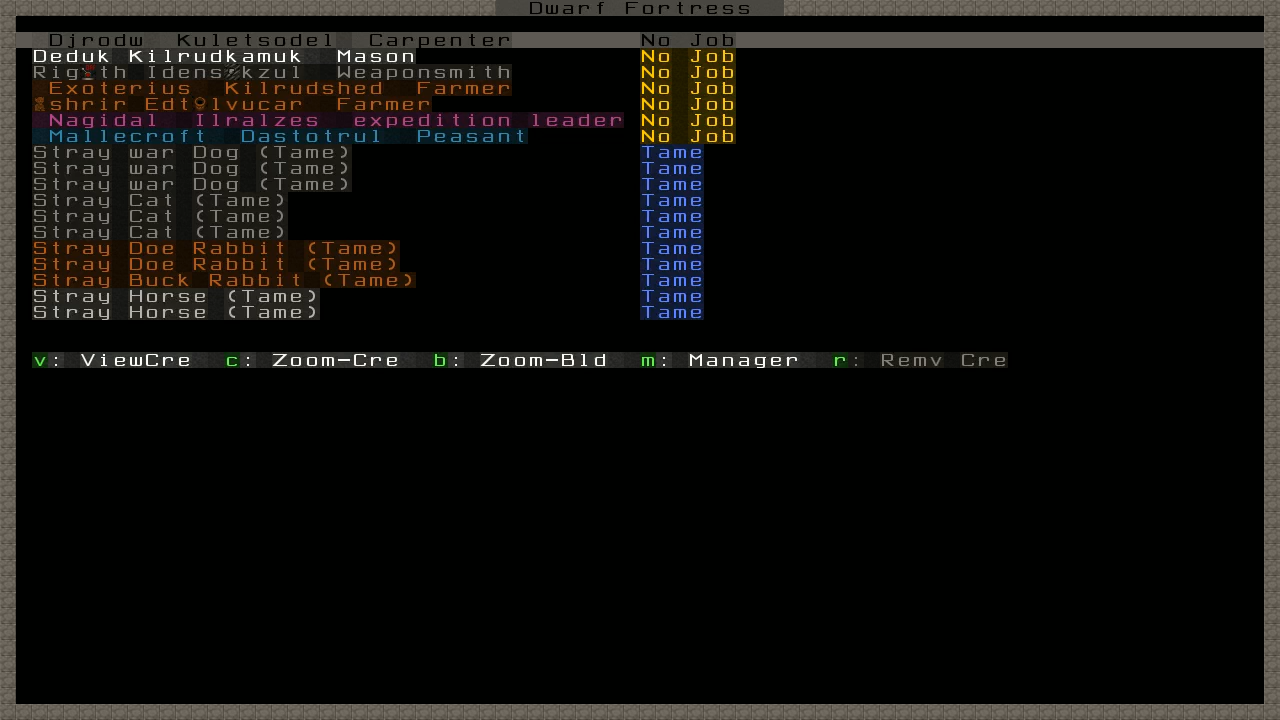 Dwarf Fortress
Djrodw Kuletsodel Carpenter No Job
Deduk Kilrudkamuk Mason No Job
Weaponsmith No Job
Exoterius Kilrudshed Farmer No Job
Farmer No Job
Nagidal Ilralzes expedition leader No Job
Mallecroft Dastotrul Peasant No Job
Stray war Dog (Tame) Tame
Stray war Dog (Tame) Tame
Stray war Dog (Tame) Tame
Stray Cat (Tame) Tame
Stray Cat (Tame) Tame
Stray Cat (Tame) Tame
Stray Doe Rabbit (Tame) Tame
Stray Doe Rabbit (Tame) Tame
Stray Buck Rabbit (Tame) Tame
Stray Horse (Tame) Tame
Stray Horse (Tame) Tame
v: ViewCre c: Zoom-Cre b: Zoom-Bld m: Manager r: Remv Cre